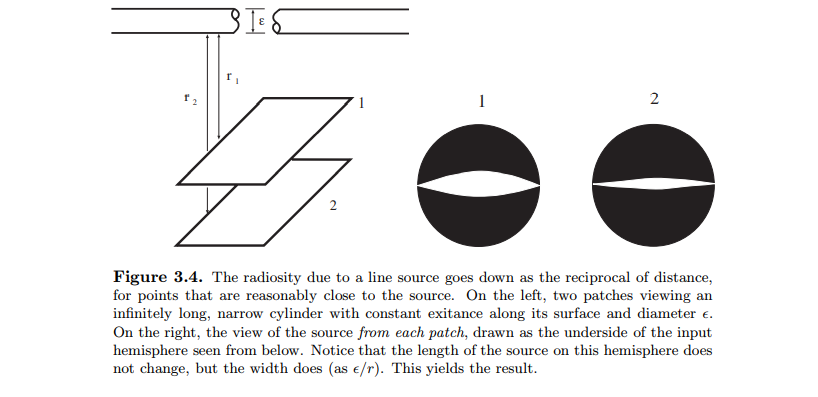 ε
r 1
r 2
1
2
1
2
Figure 3.4. The radiosity due to a line source goes down as the reciprocal of distance,
for points that are reasonably close to the source. On the left, two patches viewing an
infinitely long, narrow cylinder with constant exitance along its surface and diameter ϵ.
On the right, the view of the source from each patch, drawn as the underside of the input
hemisphere seen from below. Notice that the length of the source on this hemisphere does
not change, but the width does (as ϵ/r). This yields the result.